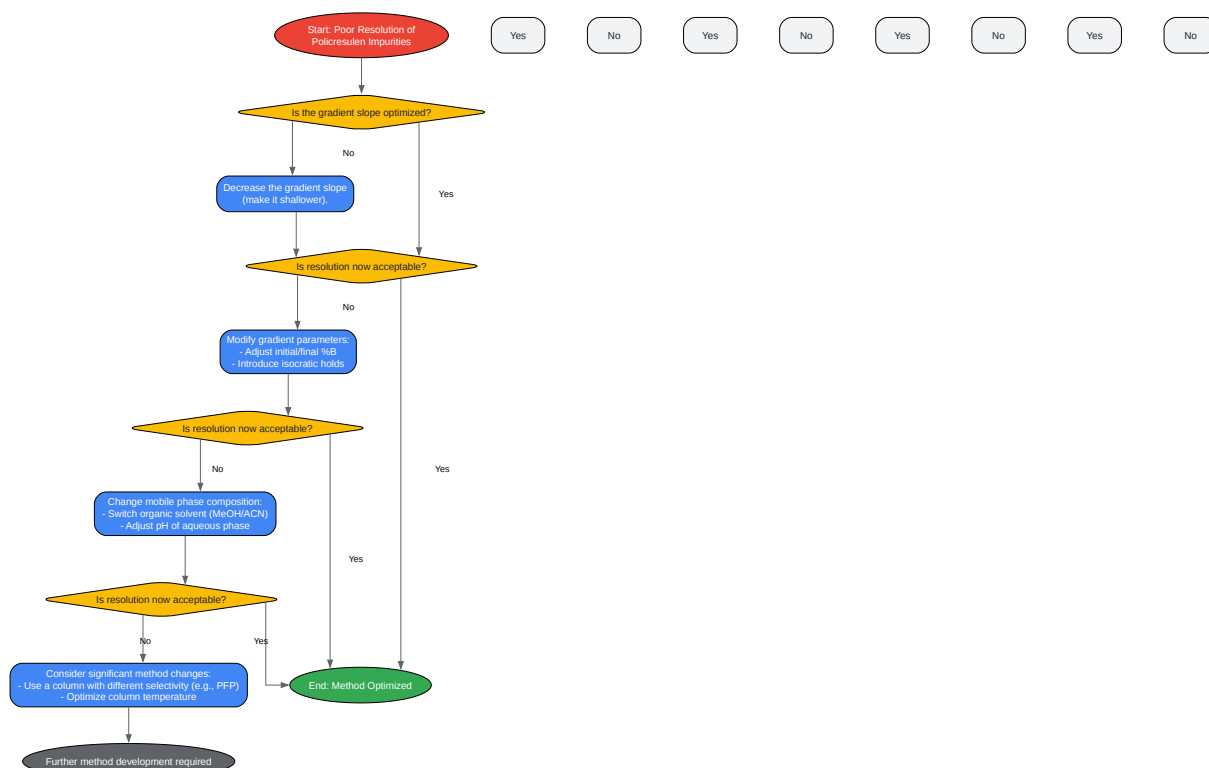 Start: Poor Resolution of
Policresulen Impurities
Yes
No
Yes
No
Yes
No
Yes
No
Is the gradient slope optimized?
No
Decrease the gradient slope
(make it shallower).
Yes
Is resolution now acceptable?
No
Modify gradient parameters:
- Adjust initial/final %B
- Introduce isocratic holds
Is resolution now acceptable?
No
Yes
Change mobile phase composition:
- Switch organic solvent (MeOH/ACN)
- Adjust pH of aqueous phase
Yes
Is resolution now acceptable?
No
Yes
Consider significant method changes:
- Use a column with different selectivity (e.g., PFP)
- Optimize column temperature
End: Method Optimized
Further method development required